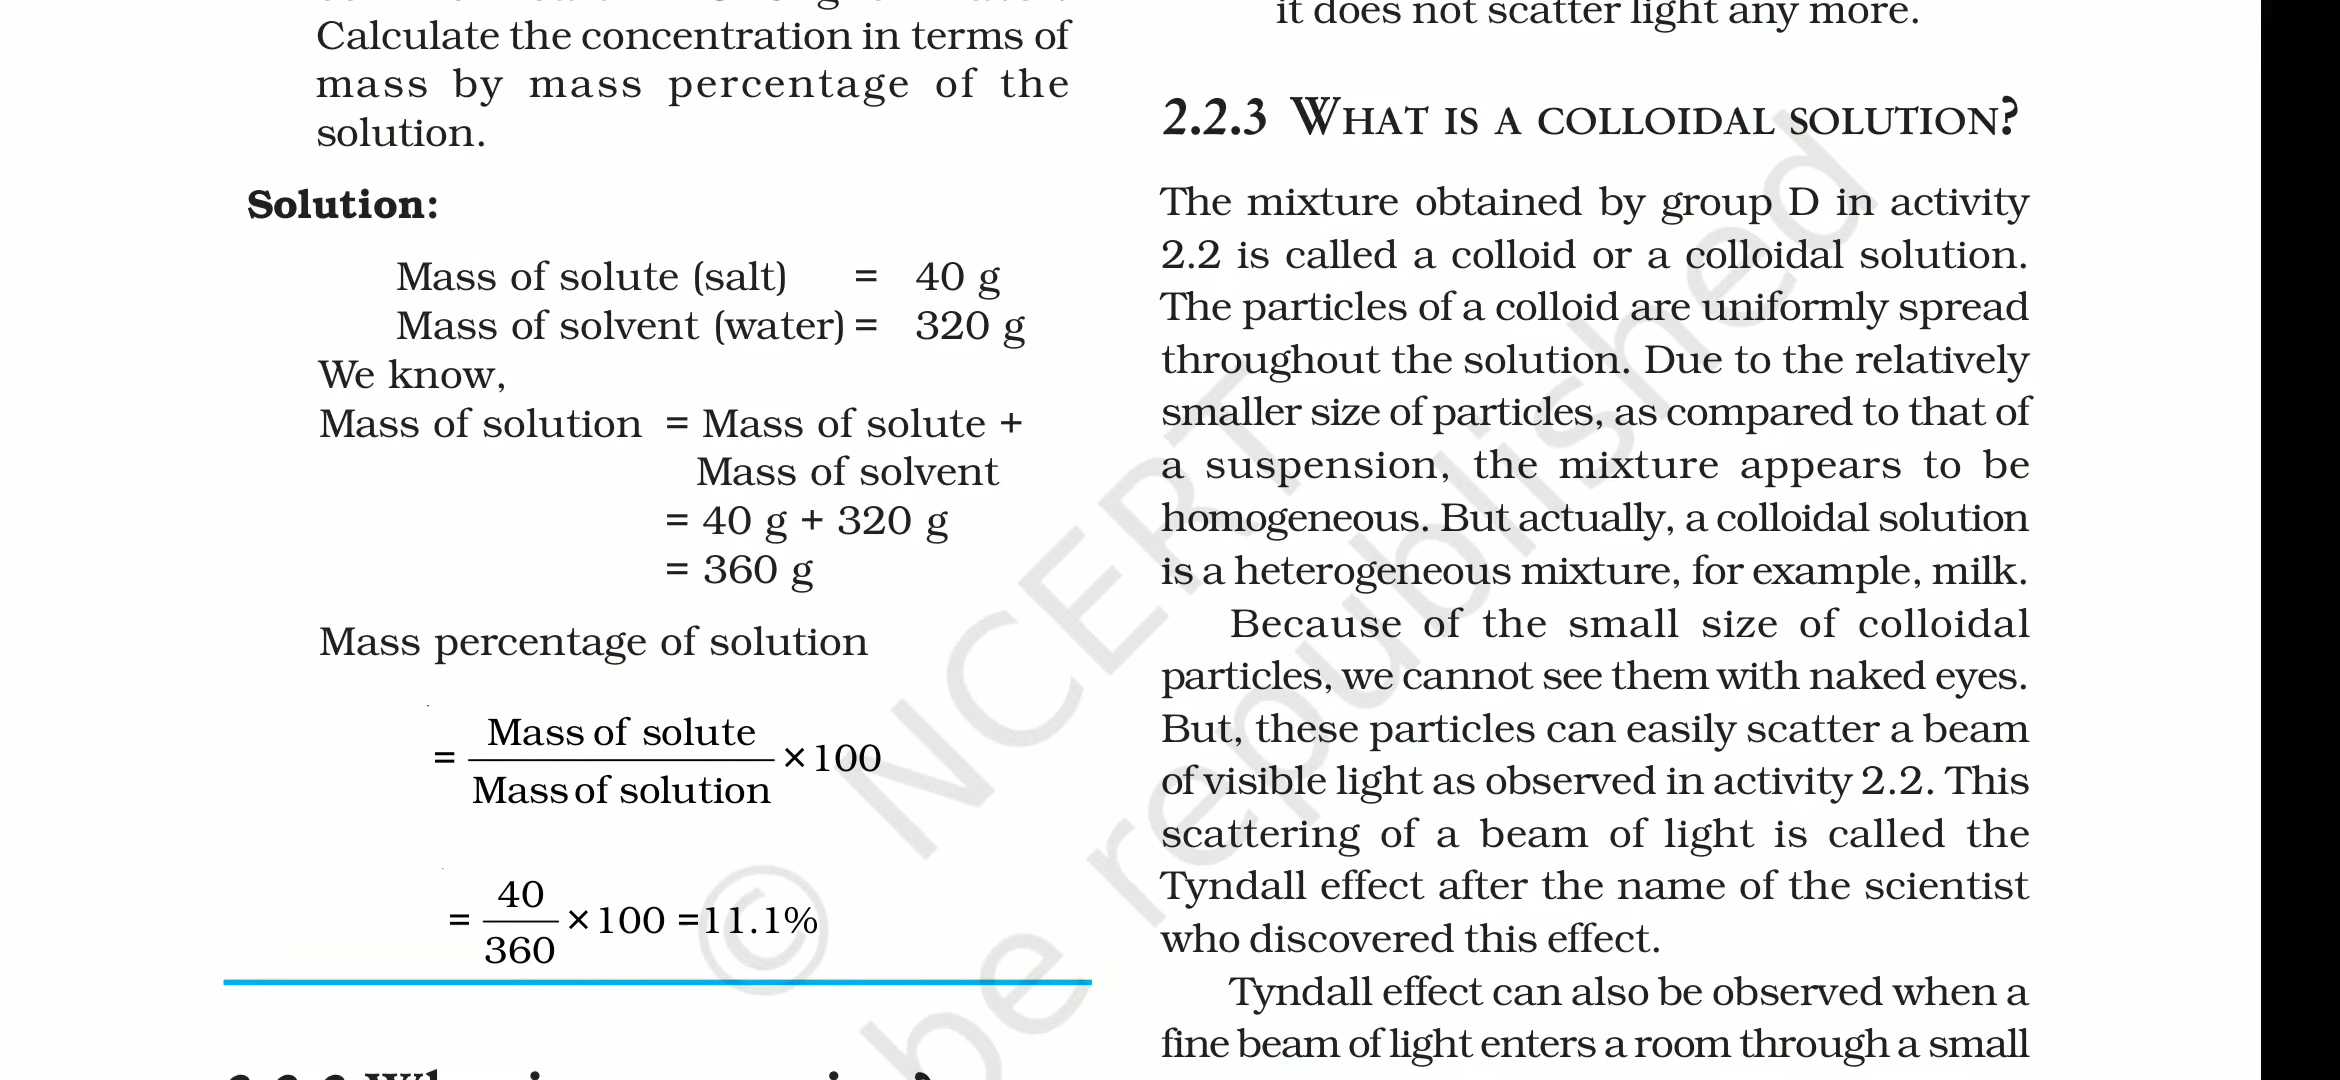 Calculate the concentration in terms of
mass by mass percentage of the
solution.
Solution:
Mass of solute (salt) = 40 g
Mass of solvent (water) = 320 g
We know,
Mass of solution = Mass of solute +
Mass of solvent
= 40 g + 320 g
= 360 g
Mass percentage of solution
= Mass of solute / Mass of solution × 100
= 40 / 360 × 100 = 11.1%
it does not scatter light any more.
2.2.3 WHAT IS A COLLOIDAL SOLUTION?
The mixture obtained by group D in activity
2.2 is called a colloid or a colloidal solution.
The particles of a colloid are uniformly spread
throughout the solution. Due to the relatively
smaller size of particles, as compared to that of
a suspension, the mixture appears to be
homogeneous. But actually, a colloidal solution
is a heterogeneous mixture, for example, milk.
Because of the small size of colloidal
particles, we cannot see them with naked eyes.
But, these particles can easily scatter a beam
of visible light as observed in activity 2.2. This
scattering of a beam of light is called the
Tyndall effect after the name of the scientist
who discovered this effect.
Tyndall effect can also be observed when a
fine beam of light enters a room through a small
© NCERT
be republished